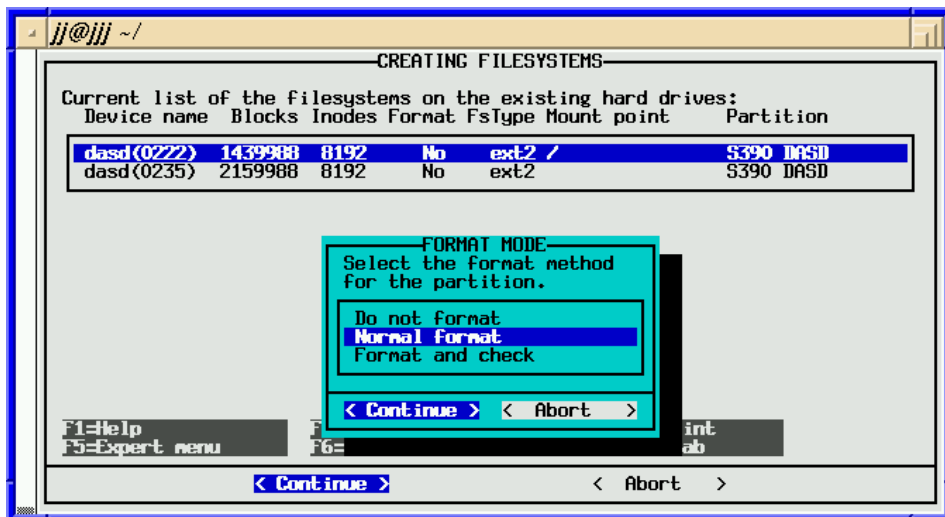 jj@jjj ~/
CREATING FILESYSTEMS
Current list of the filesystems on the existing hard drives:
Device name Blocks Inodes Format FsType Mount point Partition
dasd(0222) 1439988 8192 No ext2 / S390 DASD
dasd(0235) 2159988 8192 No ext2 S390 DASD
FORMAT MODE
Select the format method
for the partition.
Do not format
Normal format
Format and check
< Continue > < Abort >
F1=Help int
F5=Expert menu F6= ab
< Continue > < Abort >